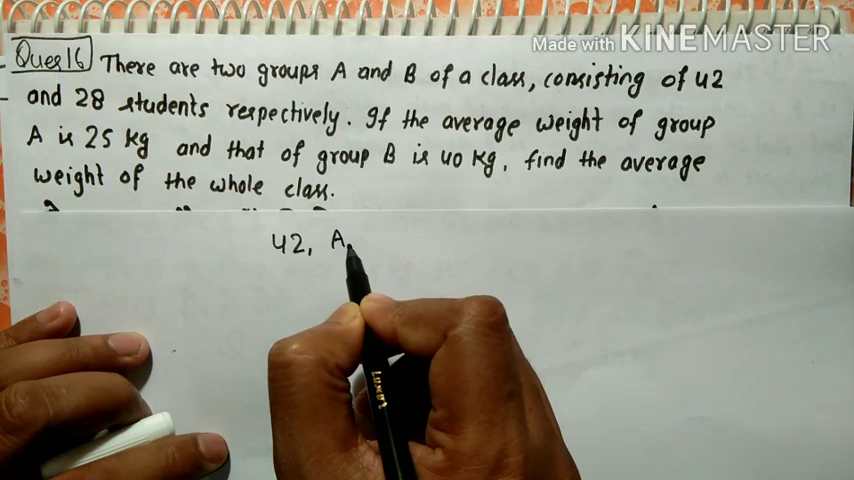 Made with KINEMASTER
Ques 16 There are two groups A and B of a class, consisting of 42
and 28 students respectively. If the average weight of group
A is 25 kg and that of group B is 40 kg, find the average
weight of the whole class.
42, A